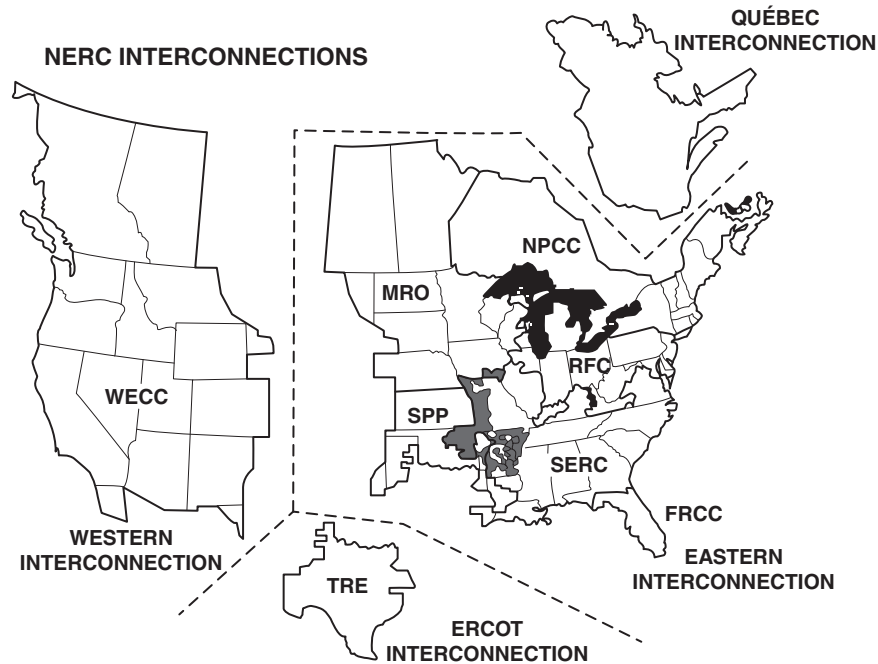 QUÉBEC
INTERCONNECTION
NERC INTERCONNECTIONS
NPCC
MRO
RFC
WECC
SPP
SERC
FRCC
WESTERN
INTERCONNECTION
EASTERN
INTERCONNECTION
TRE
ERCOT
INTERCONNECTION